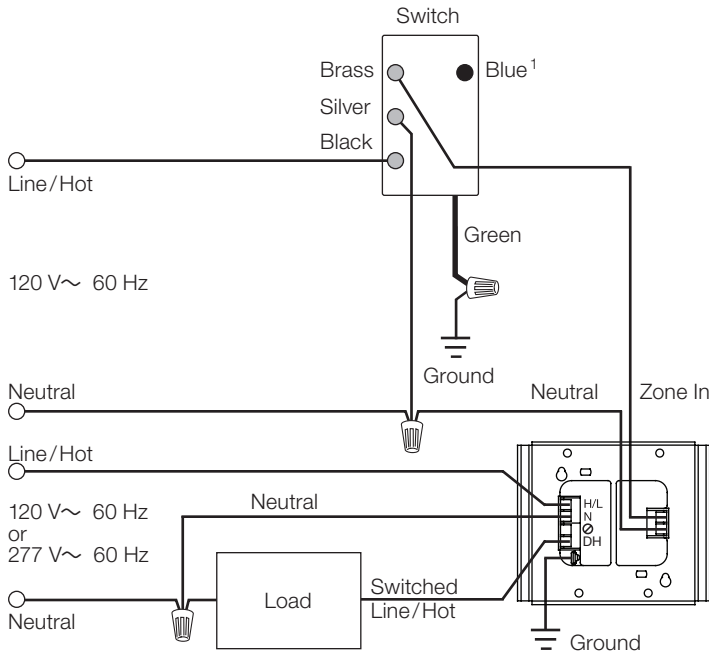 Switch
Brass
Blue1
Silver
Black
Line/Hot
Green
120 V～ 60 Hz
Ground
Neutral
Neutral
Zone In
Line/Hot
Neutral
H/L
N
DH
120 V～ 60 Hz
or
277 V～ 60 Hz
Load
Switched
Line/Hot
Neutral
Ground